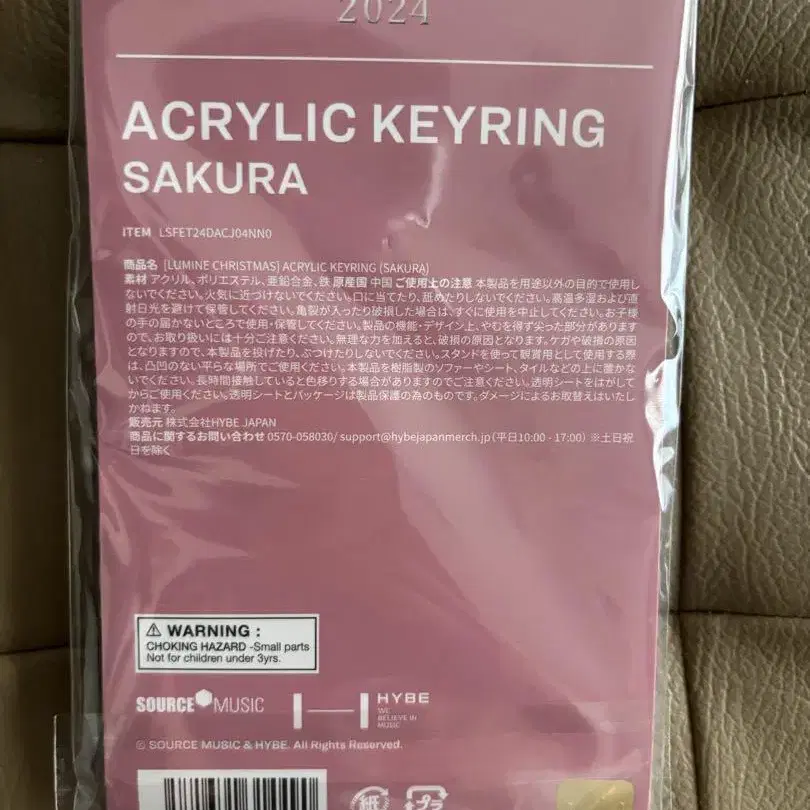 2024
ACRYLIC KEYRING
SAKURA
ITEM LSFET24DACJ04NN0
商品名 [LUMINE CHRISTMAS] ACRYLIC KEYRING (SAKURA)
素材 アクリル、ポリエステル、亜鉛合金、鉄 原産国 中国 ご使用上の注意 本製品を用途以外の目的で使用し
ないでください。火気に近づけないでください。口に当てたり、舐めたりしないでください。高温多湿および直
射日光を避けて保管してください。亀裂が入ったり破損した場合は、すぐに使用を中止してください。お子様
の手の届かないところで使用・保管してください。製品の機能・デザイン上、やむを得ず尖った部分があります
ので、お取り扱いには十分ご注意ください。無理な力を加えると、破損の原因となります。ケガや破損の原因
となりますので、本製品を投げたり、ぶつけたりしないでください。スタンドを使って観賞用として使用する際
は、凸凹のない平らな場所でご使用ください。本製品を樹脂製のソファーやシート、タイルなどの上に置かな
いでください。長時間接触していると色移りする場合がありますのでご注意ください。透明シートをはがして
からご使用ください。透明シートとパッケージは製品保護の為のものです。ダメージによるお取替えはいたし
かねます。
販売元 株式会社HYBE JAPAN
商品に関するお問い合わせ 0570-058030/ support@hybejapanmerch.jp（平日10:00 - 17:00）※土日祝
日を除く
⚠ WARNING :
CHOKING HAZARD -Small parts
Not for children under 3yrs.
SOURCE MUSIC
HYBE
WE
BELIEVE IN
MUSIC
© SOURCE MUSIC & HYBE. All Rights Reserved.
紙 プラ